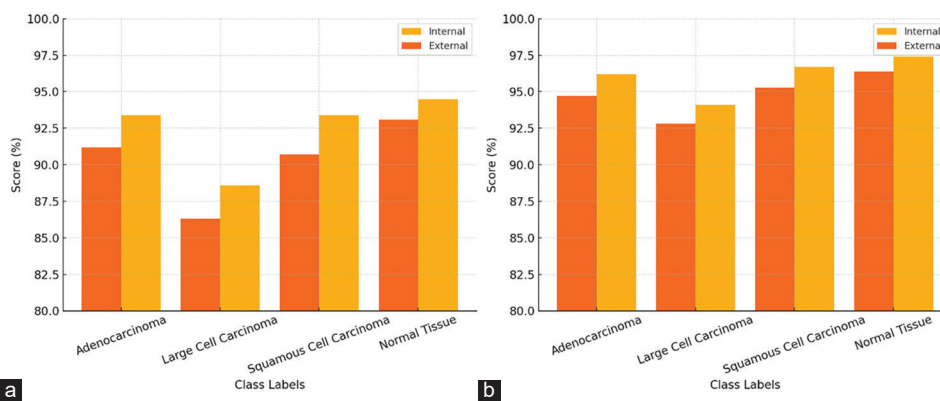 100.0
97.5
95.0
92.5
90.0
87.5
85.0
82.5
80.0
Score (%)
Internal
External
Adenocarcinoma
Large Cell Carcinoma
Squamous Cell Carcinoma
Normal Tissue
Class Labels
a
100.0
97.5
95.0
92.5
90.0
87.5
85.0
82.5
80.0
Score (%)
Internal
External
Adenocarcinoma
Large Cell Carcinoma
Squamous Cell Carcinoma
Normal Tissue
Class Labels
b